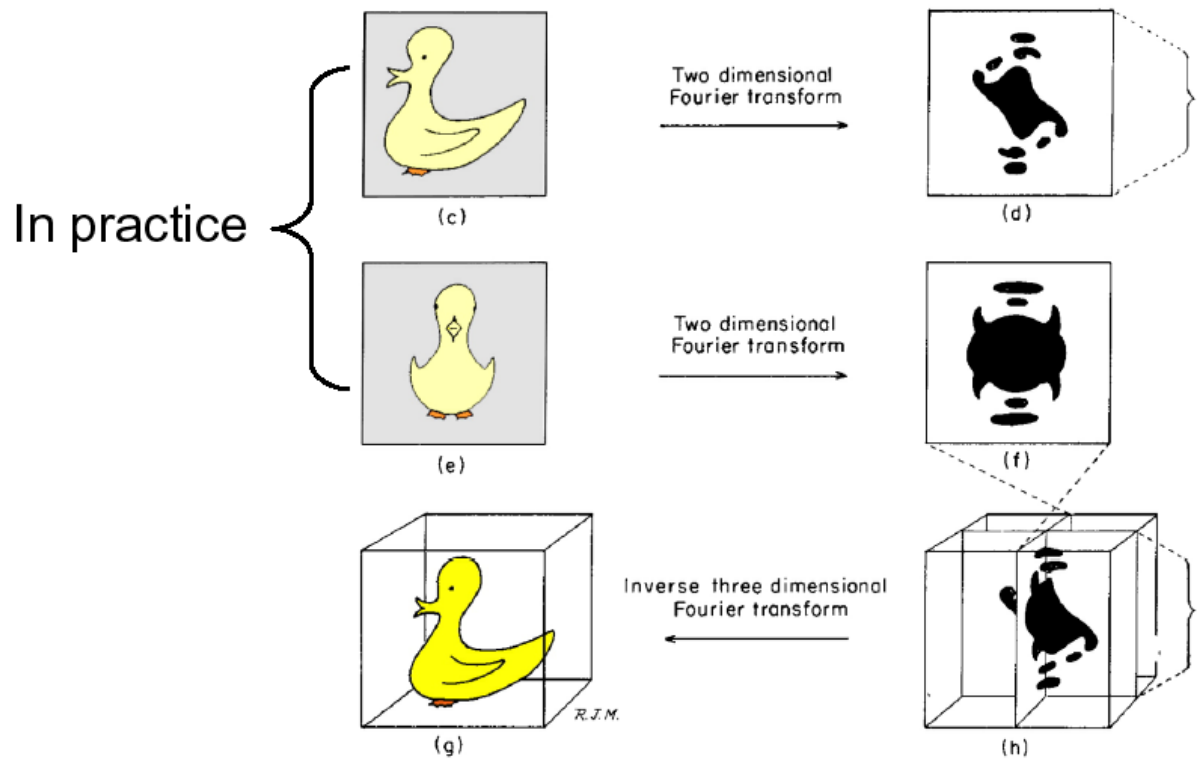 Two dimensional
Fourier transform
(c)
(d)
In practice
Two dimensional
Fourier transform
(e)
(f)
Inverse three dimensional
Fourier transform
R.J.M.
(g)
(h)